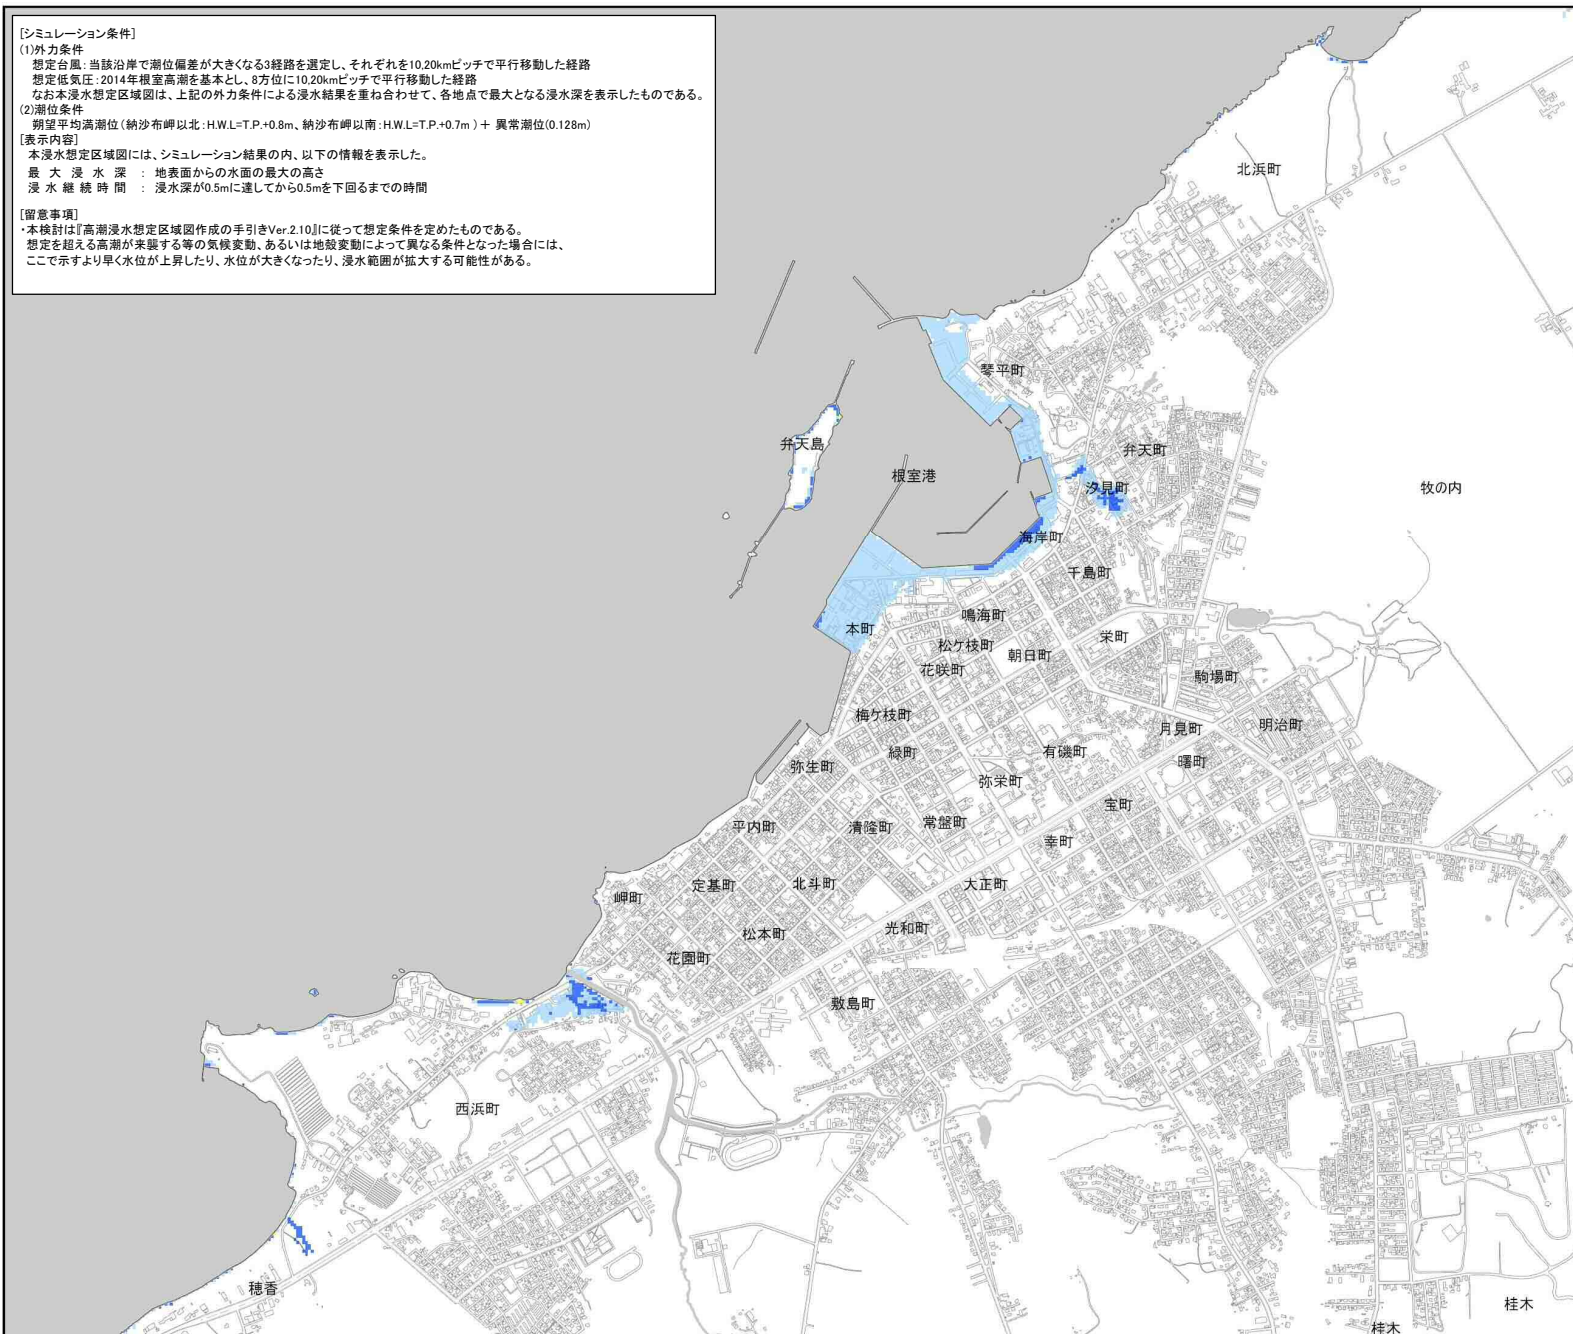 [シミュレーション条件]
(1)外力条件
想定台風：当該沿岸で潮位偏差が大きくなる3経路を選定し、それぞれを10,20kmピッチで平行移動した経路
想定低気圧：2014年根室高潮を基本とし、8方位に10,20kmピッチで平行移動した経路
なお本浸水想定区域図は、上記の外力条件による浸水結果を重ね合わせて、各地点で最大となる浸水深を表示したものである。
(2)潮位条件
朔望平均満潮位(納沙布岬以北：H.W.L=T.P.+0.8m、納沙布岬以南：H.W.L=T.P.+0.7m ) ＋ 異常潮位(0.128m)
[表示内容]
本浸水想定区域図には、シミュレーション結果の内、以下の情報を表示した。
最 大 浸 水 深 ： 地表面からの水面の最大の高さ
浸 水 継 続 時 間 ： 浸水深が0.5mに達してから0.5mを下回るまでの時間
[留意事項]
・本検討は『高潮浸水想定区域図作成の手引きVer.2.10』に従って想定条件を定めたものである。
想定を超える高潮が来襲する等の気候変動、あるいは地殻変動によって異なる条件となった場合には、
ここで示すより早く水位が上昇したり、水位が大きくなったり、浸水範囲が拡大する可能性がある。
北浜町
琴平町
弁天島
弁天町
根室港
汐見町
牧の内
海岸町
千島町
鳴海町
本町
栄町
松ケ枝町
朝日町
花咲町
駒場町
梅ケ枝町
月見町
明治町
緑町
有磯町
弥生町
曙町
弥栄町
宝町
平内町
清隆町
常盤町
幸町
定基町
北斗町
大正町
岬町
松本町
光和町
花園町
敷島町
西浜町
穂香
桂木
桂木